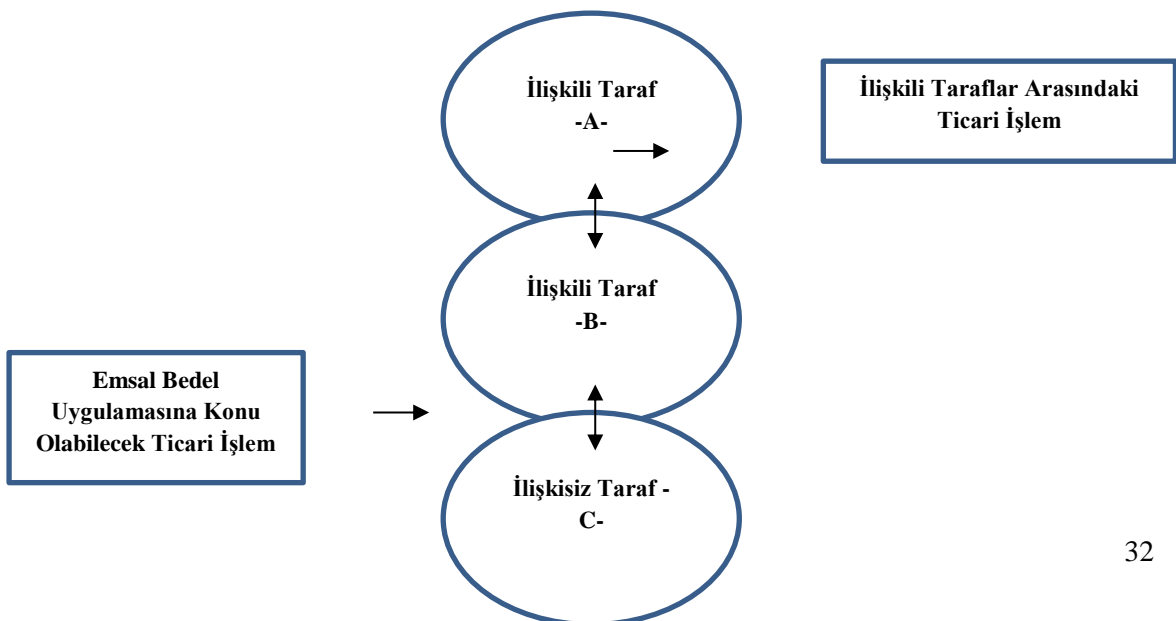 İlişkili Taraf
-A-
İlişkili Taraflar Arasındaki
Ticari İşlem
İlişkili Taraf
-B-
Emsal Bedel
Uygulamasına Konu
Olabilecek Ticari İşlem
İlişkisiz Taraf -
C-
32